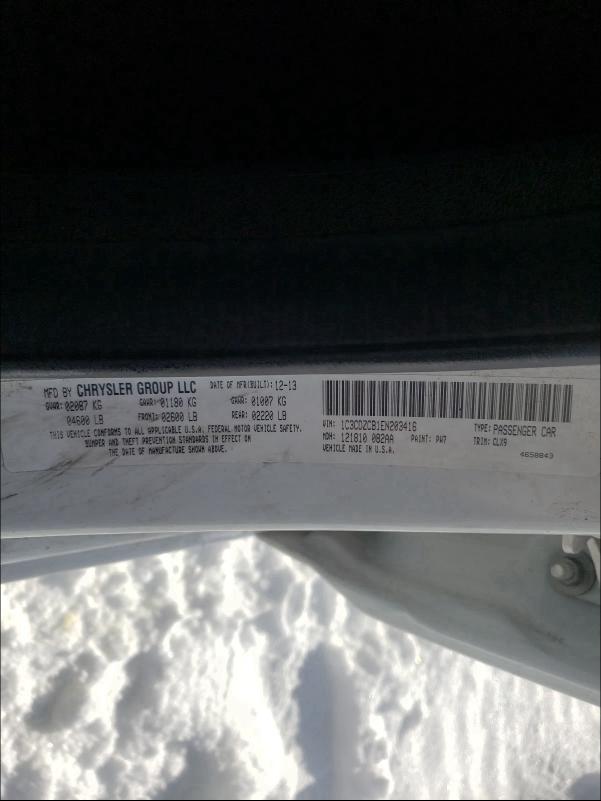 MFD BY CHRYSLER GROUP LLC DATE OF MFR(BUILT): 12-13
GVWR: 02087 KG GAWR: 01180 KG GAWR: 01007 KG
04600 LB FRONT: 02600 LB REAR: 02220 LB
THIS VEHICLE CONFORMS TO ALL APPLICABLE U.S.A. FEDERAL MOTOR VEHICLE SAFETY,
BUMPER AND THEFT PREVENTION STANDARDS IN EFFECT ON
THE DATE OF MANUFACTURE SHOWN ABOVE.
VIN: 1C3CDZCB1EN203416 TYPE: PASSENGER CAR
MDH: 121810 082AA PAINT: PW7 TRIM: CLX9
VEHICLE MADE IN U.S.A. 4658843